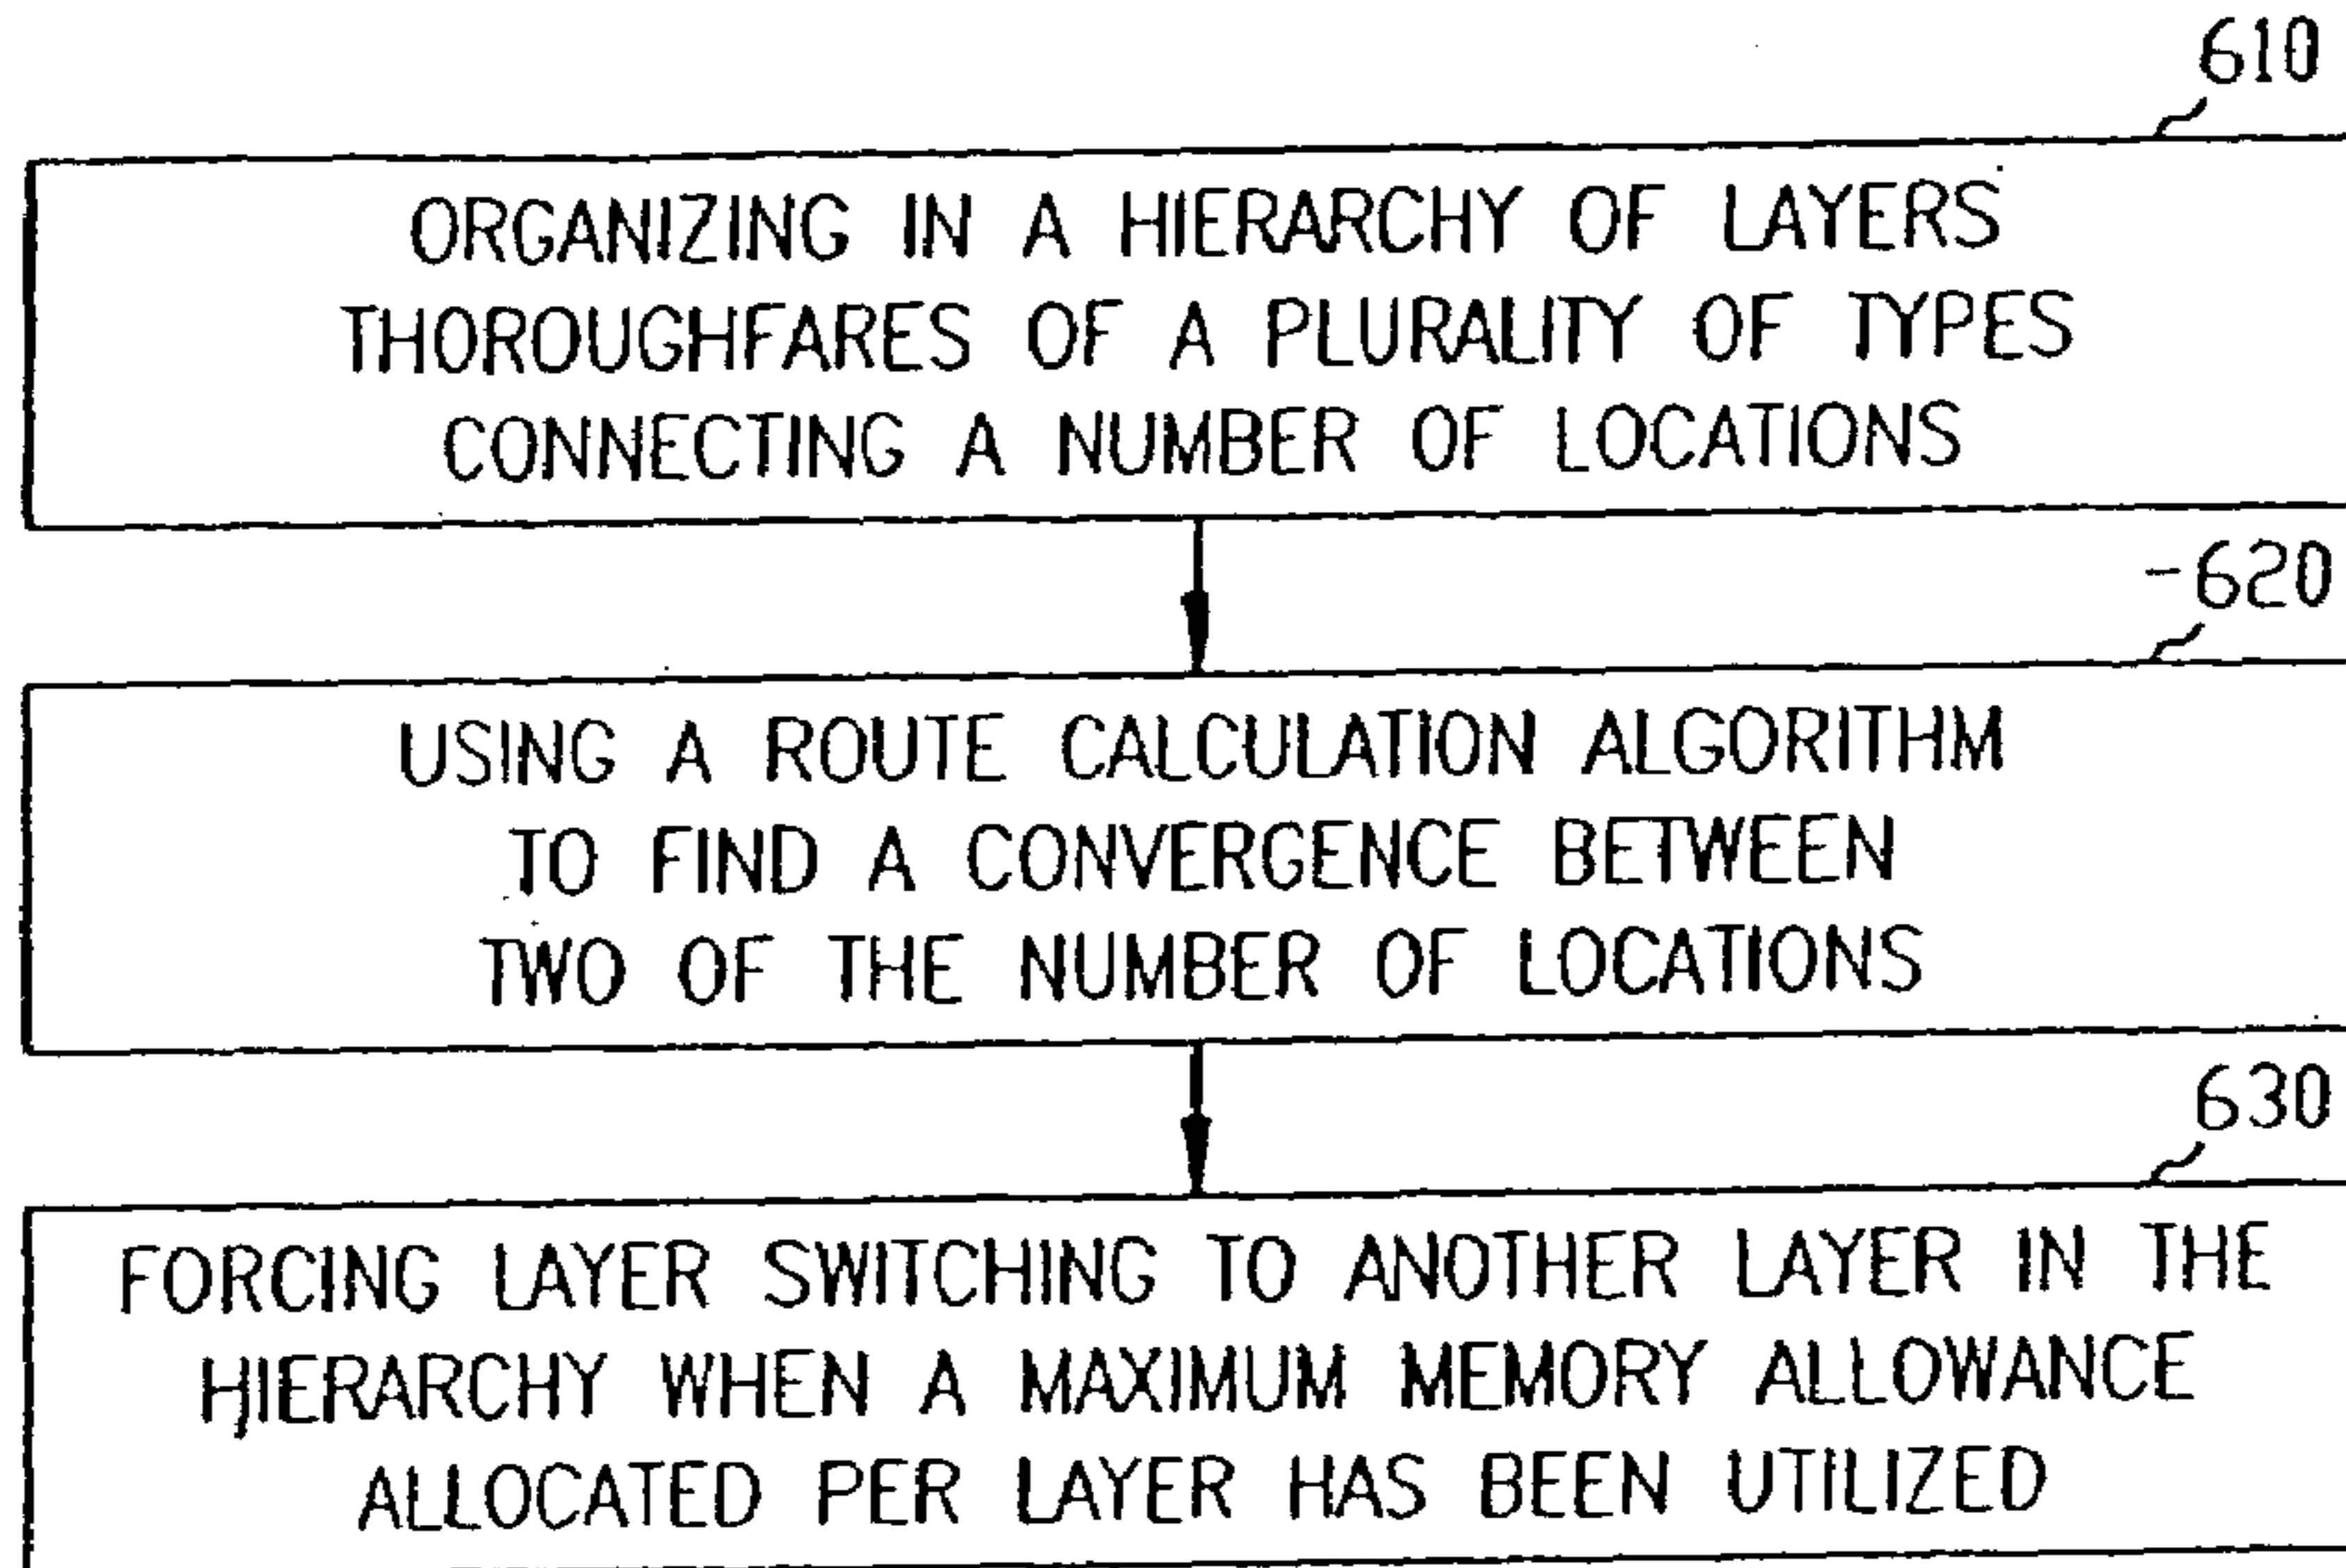 610
ORGANIZING IN A HIERARCHY OF LAYERS
THOROUGHFARES OF A PLURALITY OF TYPES
CONNECTING A NUMBER OF LOCATIONS
620
USING A ROUTE CALCULATION ALGORITHM
TO FIND A CONVERGENCE BETWEEN
TWO OF THE NUMBER OF LOCATIONS
630
FORCING LAYER SWITCHING TO ANOTHER LAYER IN THE
HIERARCHY WHEN A MAXIMUM MEMORY ALLOWANCE
ALLOCATED PER LAYER HAS BEEN UTILIZED